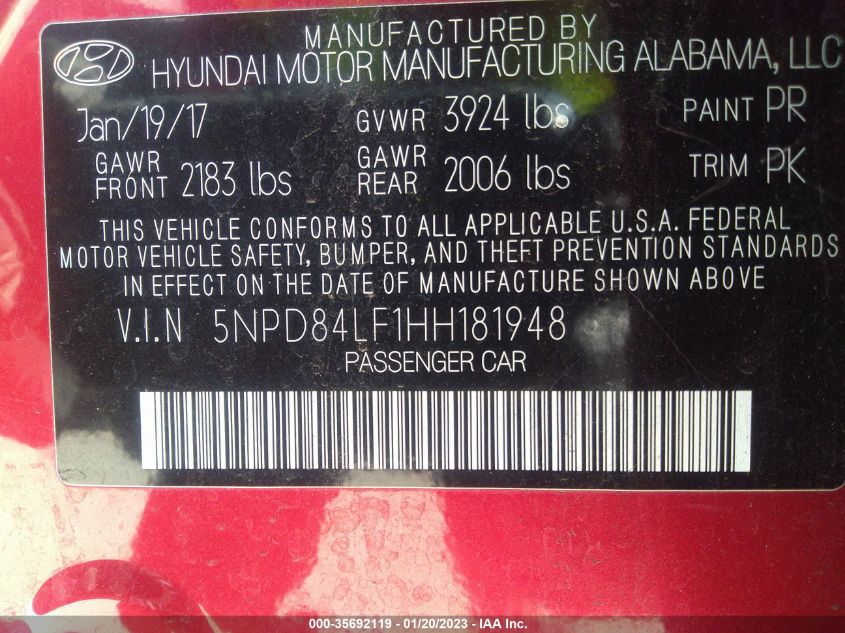 MANUFACTURED BY
HYUNDAI MOTOR MANUFACTURING ALABAMA, LLC
Jan/19/17 GVWR 3924 lbs PAINT PR
GAWR FRONT 2183 lbs GAWR REAR 2006 lbs TRIM PK
THIS VEHICLE CONFORMS TO ALL APPLICABLE U.S.A. FEDERAL
MOTOR VEHICLE SAFETY, BUMPER, AND THEFT PREVENTION STANDARDS
IN EFFECT ON THE DATE OF MANUFACTURE SHOWN ABOVE
V.I.N 5NPD84LF1HH181948
PASSENGER CAR
000-35692119 - 01/20/2023 - IAA Inc.